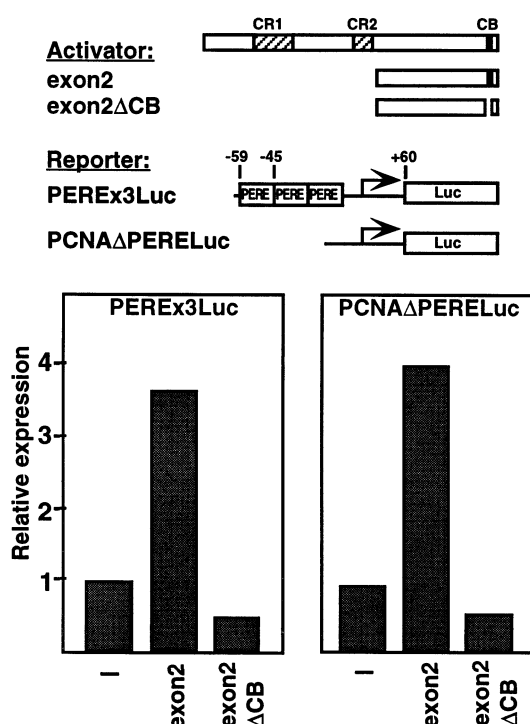 CR1 CR2 CB
Activator:
exon2
exon2ΔCB
Reporter:
-59 -45 +60
PEREx3Luc PERE PERE PERE Luc
PCNAΔPERELuc Luc
PEREx3Luc PCNAΔPERELuc
Relative expression
4
3
2
1
– exon2 exon2 ΔCB – exon2 exon2 ΔCB